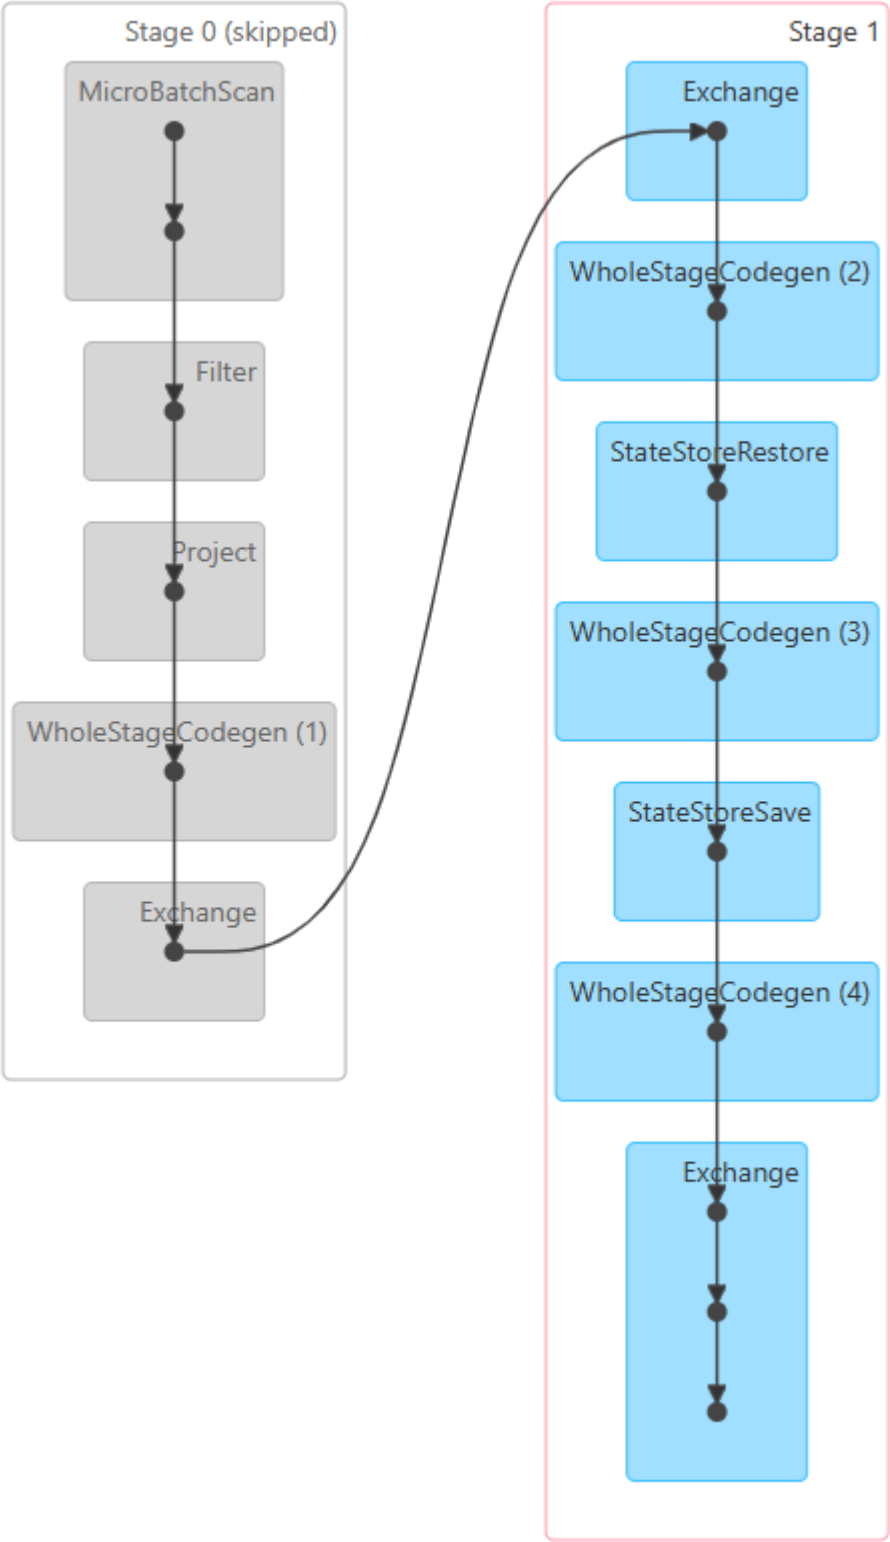 Stage 0 (skipped)
MicroBatchScan
Filter
Project
WholeStageCodegen (1)
Exchange
Stage 1
Exchange
WholeStageCodegen (2)
StateStoreRestore
WholeStageCodegen (3)
StateStoreSave
WholeStageCodegen (4)
Exchange